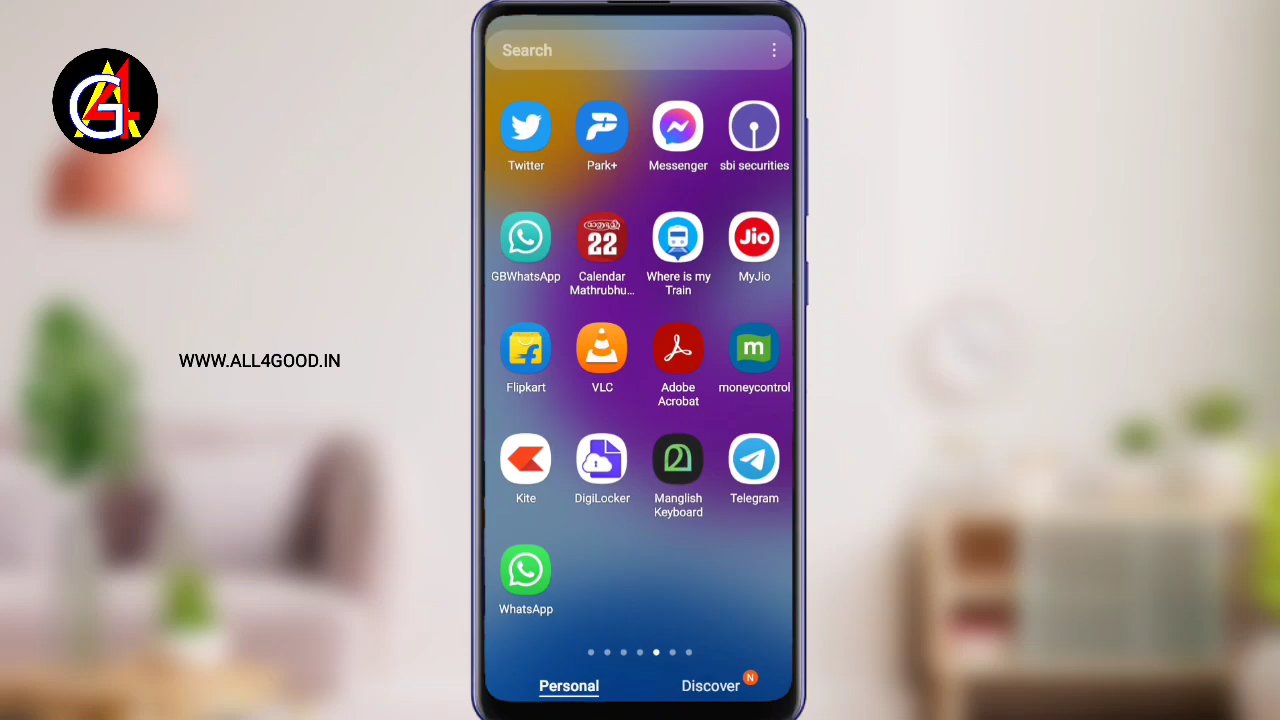 Search
Twitter
Park+
Messenger
sbi securities
മാതൃഭൂമി
22
Jio
GBWhatsApp
Calendar
Mathrubhu...
Where is my
Train
MyJio
m
Flipkart
VLC
Adobe
Acrobat
moneycontrol
WWW.ALL4GOOD.IN
മ
Kite
DigiLocker
Manglish
Keyboard
Telegram
WhatsApp
Personal
Discover
N
A4G